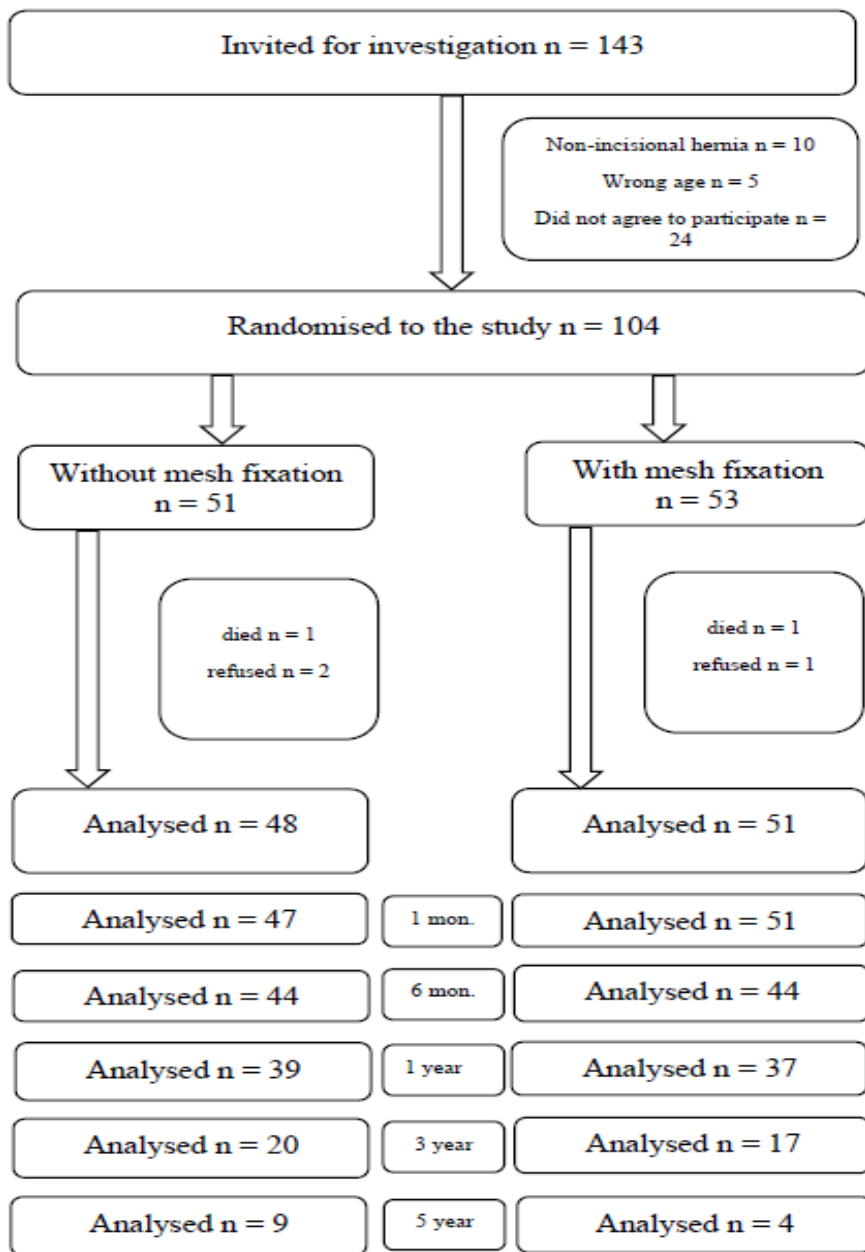 Invited for investigation n = 143
Non-incisional hernia n = 10
Wrong age n = 5
Did not agree to participate n =
24
Randomised to the study n = 104
Without mesh fixation
n = 51
With mesh fixation
n = 53
died n = 1
refused n = 2
died n = 1
refused n = 1
Analysed n = 48
Analysed n = 51
Analysed n = 47
1 mon.
Analysed n = 51
Analysed n = 44
6 mon.
Analysed n = 44
Analysed n = 39
1 year
Analysed n = 37
Analysed n = 20
3 year
Analysed n = 17
Analysed n = 9
5 year
Analysed n = 4